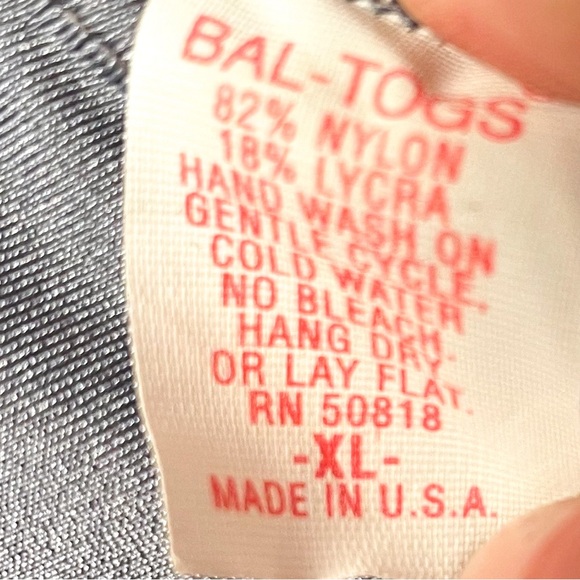 BAL-TOGS
82% NYLON
18% LYCRA
HAND WASH ON
GENTLE CYCLE.
COLD WATER
NO BLEACH
HANG DRY-
OR LAY FLAT.
RN 50818
-XL-
MADE IN U.S.A.